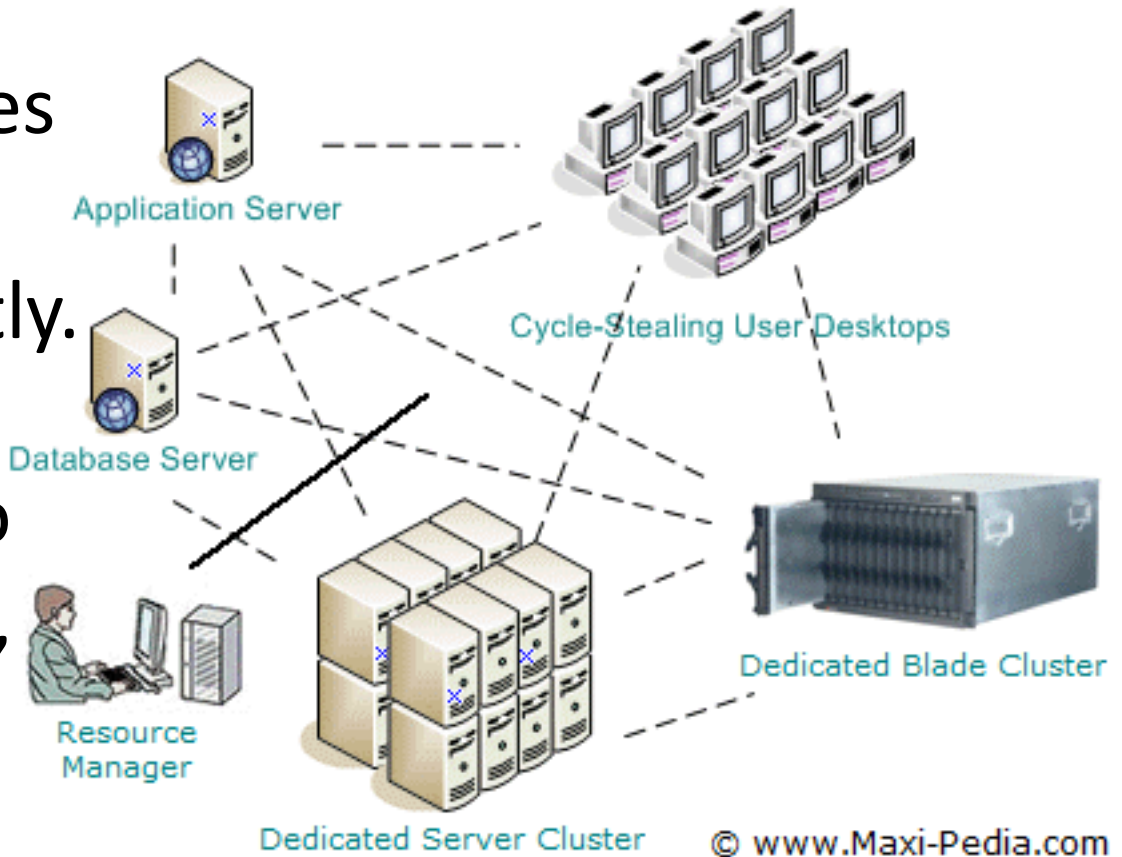 es
Application Server
tly.
Cycle-Stealing User Desktops
Database Server
Dedicated Blade Cluster
Resource
Manager
Dedicated Server Cluster
© www.Maxi-Pedia.com